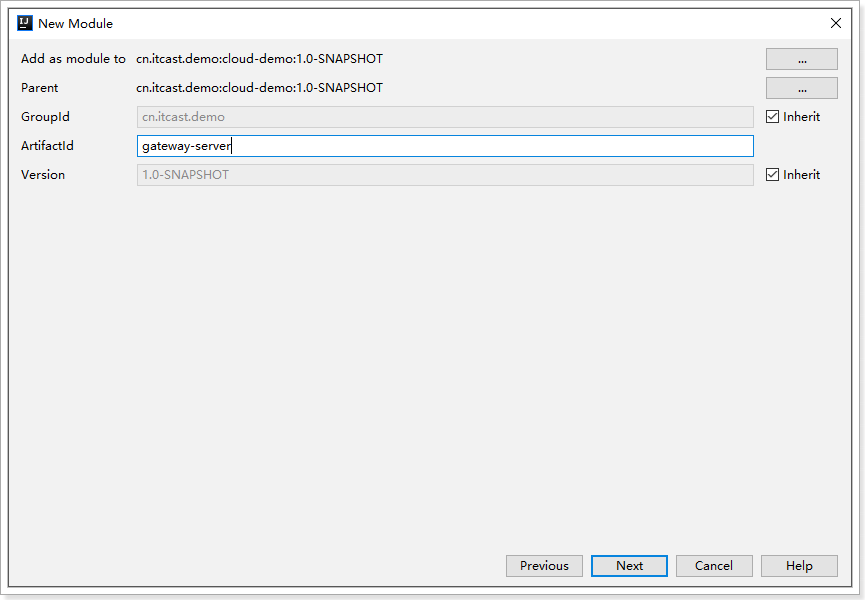 New Module
Add as module to cn.itcast.demo:cloud-demo:1.0-SNAPSHOT ...
Parent cn.itcast.demo:cloud-demo:1.0-SNAPSHOT ...
GroupId cn.itcast.demo Inherit
ArtifactId gateway-server
Version 1.0-SNAPSHOT Inherit
Previous Next Cancel Help